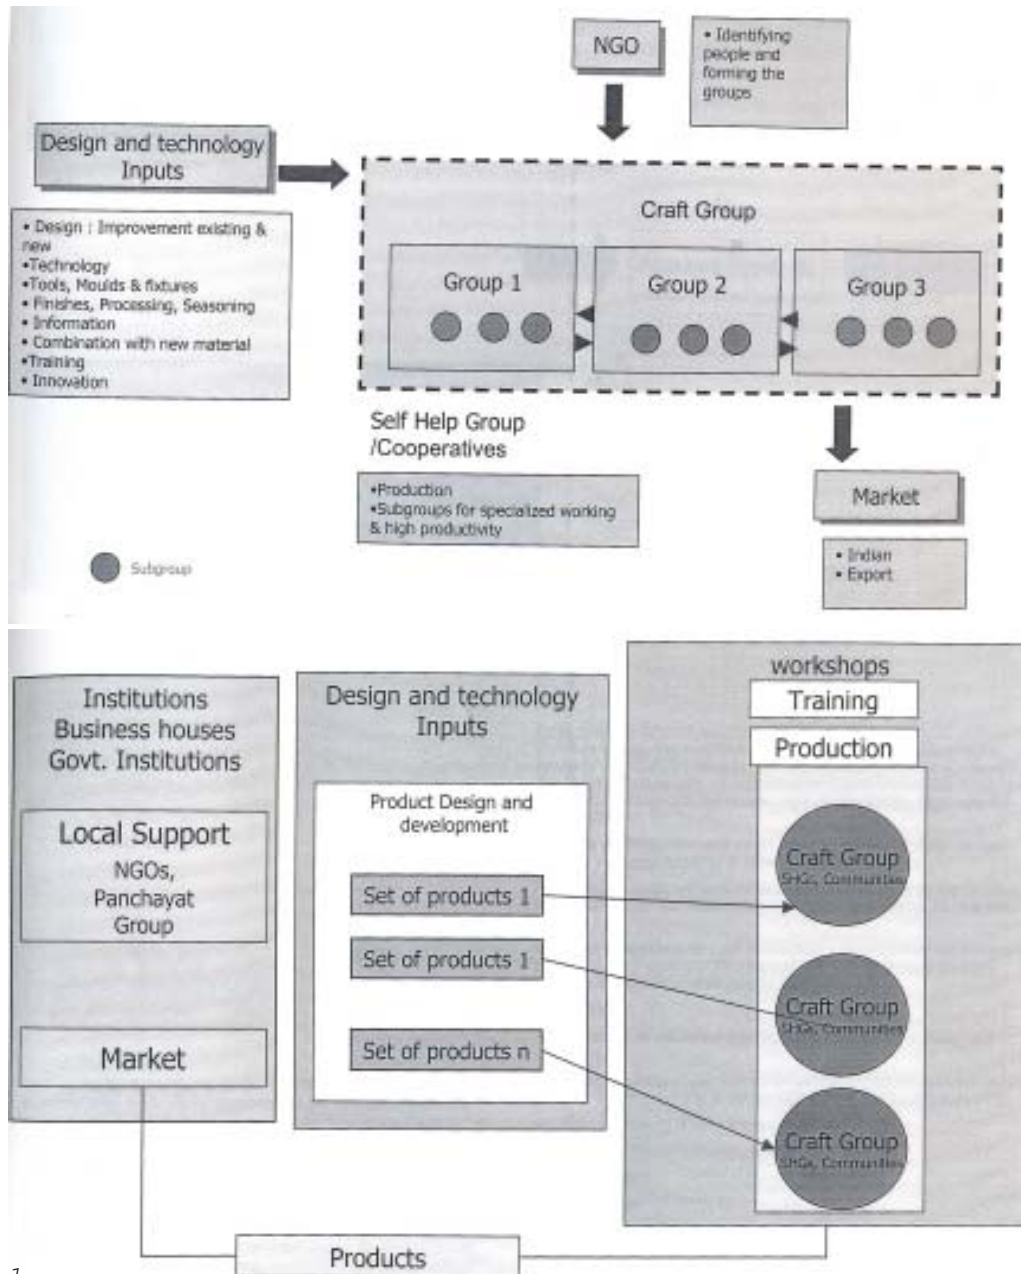 NGO
• Identifying
people and
forming the
groups
Design and technology
Inputs
• Design : Improvement existing &
new
•Technology
•Tools, Moulds & fixtures
• Finishes, Processing, Seasoning
• Information
• Combination with new material
•Training
• Innovation
Craft Group
Group 1
Group 2
Group 3
Self Help Group
/Cooperatives
•Production
•Subgroups for specialized working
& high productivity
Market
• Indian
• Export
Subgroup
Institutions
Business houses
Govt. Institutions
Local Support
NGOs,
Panchayat
Group
Market
Design and technology
Inputs
Product Design and
development
Set of products 1
Set of products 1
Set of products n
workshops
Training
Production
Craft Group
SHGs, Communities
Craft Group
SHGs, Communities
Craft Group
SHGs, Communities
Products
1